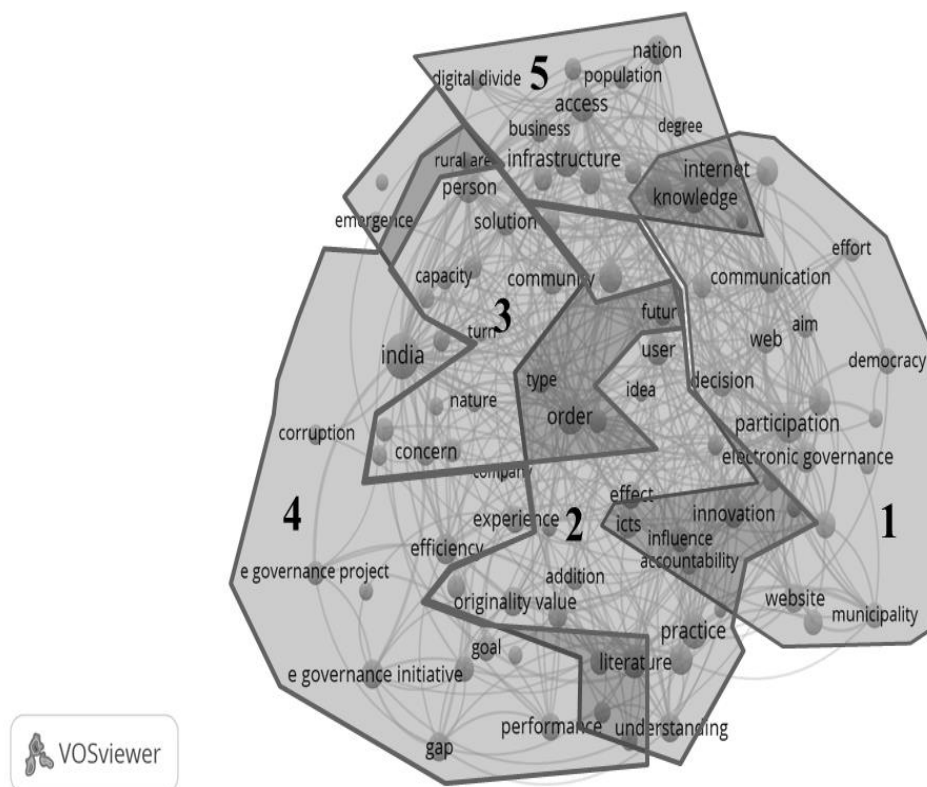 nation
5
digital divide
population
access
business
degree
infrastructure
rural are
internet
person
knowledge
emergence
solution
effort
capacity
community
communication
3
futur
turn
aim
web
india
user
democracy
type
idea
decision
nature
order
participation
corruption
concern
electronic governance
company
effect
4
2
1
experience
icts
innovation
influence
efficiency
accountability
e governance project
addition
originality value
website
municipality
practice
goal
literature
e governance initiative
performance
understanding
gap
VOSviewer